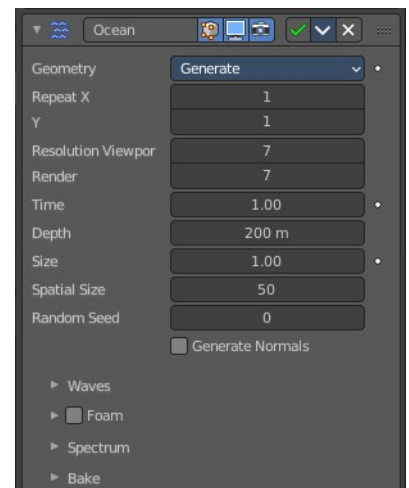 Ocean
Geometry Generate
Repeat X 1
Y 1
Resolution Viewpor 7
Render 7
Time 1.00
Depth 200 m
Size 1.00
Spatial Size 50
Random Seed 0
Generate Normals
Waves
Foam
Spectrum
Bake